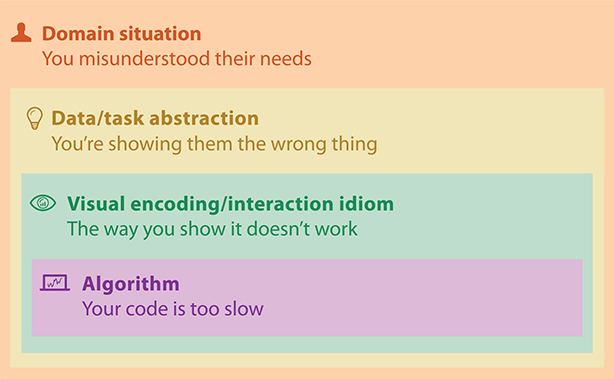 Domain situation
You misunderstood their needs
Data/task abstraction
You’re showing them the wrong thing
Visual encoding/interaction idiom
The way you show it doesn’t work
Algorithm
Your code is too slow